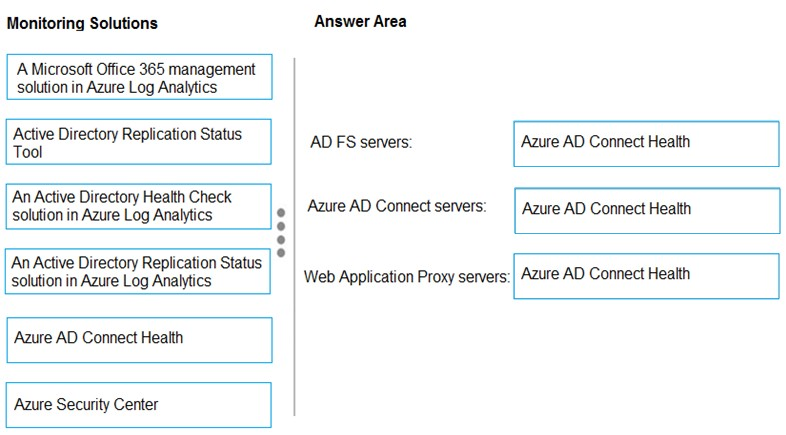 Monitoring Solutions
A Microsoft Office 365 management
solution in Azure Log Analytics
Active Directory Replication Status
Tool
An Active Directory Health Check
solution in Azure Log Analytics
An Active Directory Replication Status
solution in Azure Log Analytics
Azure AD Connect Health
Azure Security Center
Answer Area
AD FS servers:
Azure AD Connect Health
Azure AD Connect servers:
Azure AD Connect Health
Web Application Proxy servers:
Azure AD Connect Health